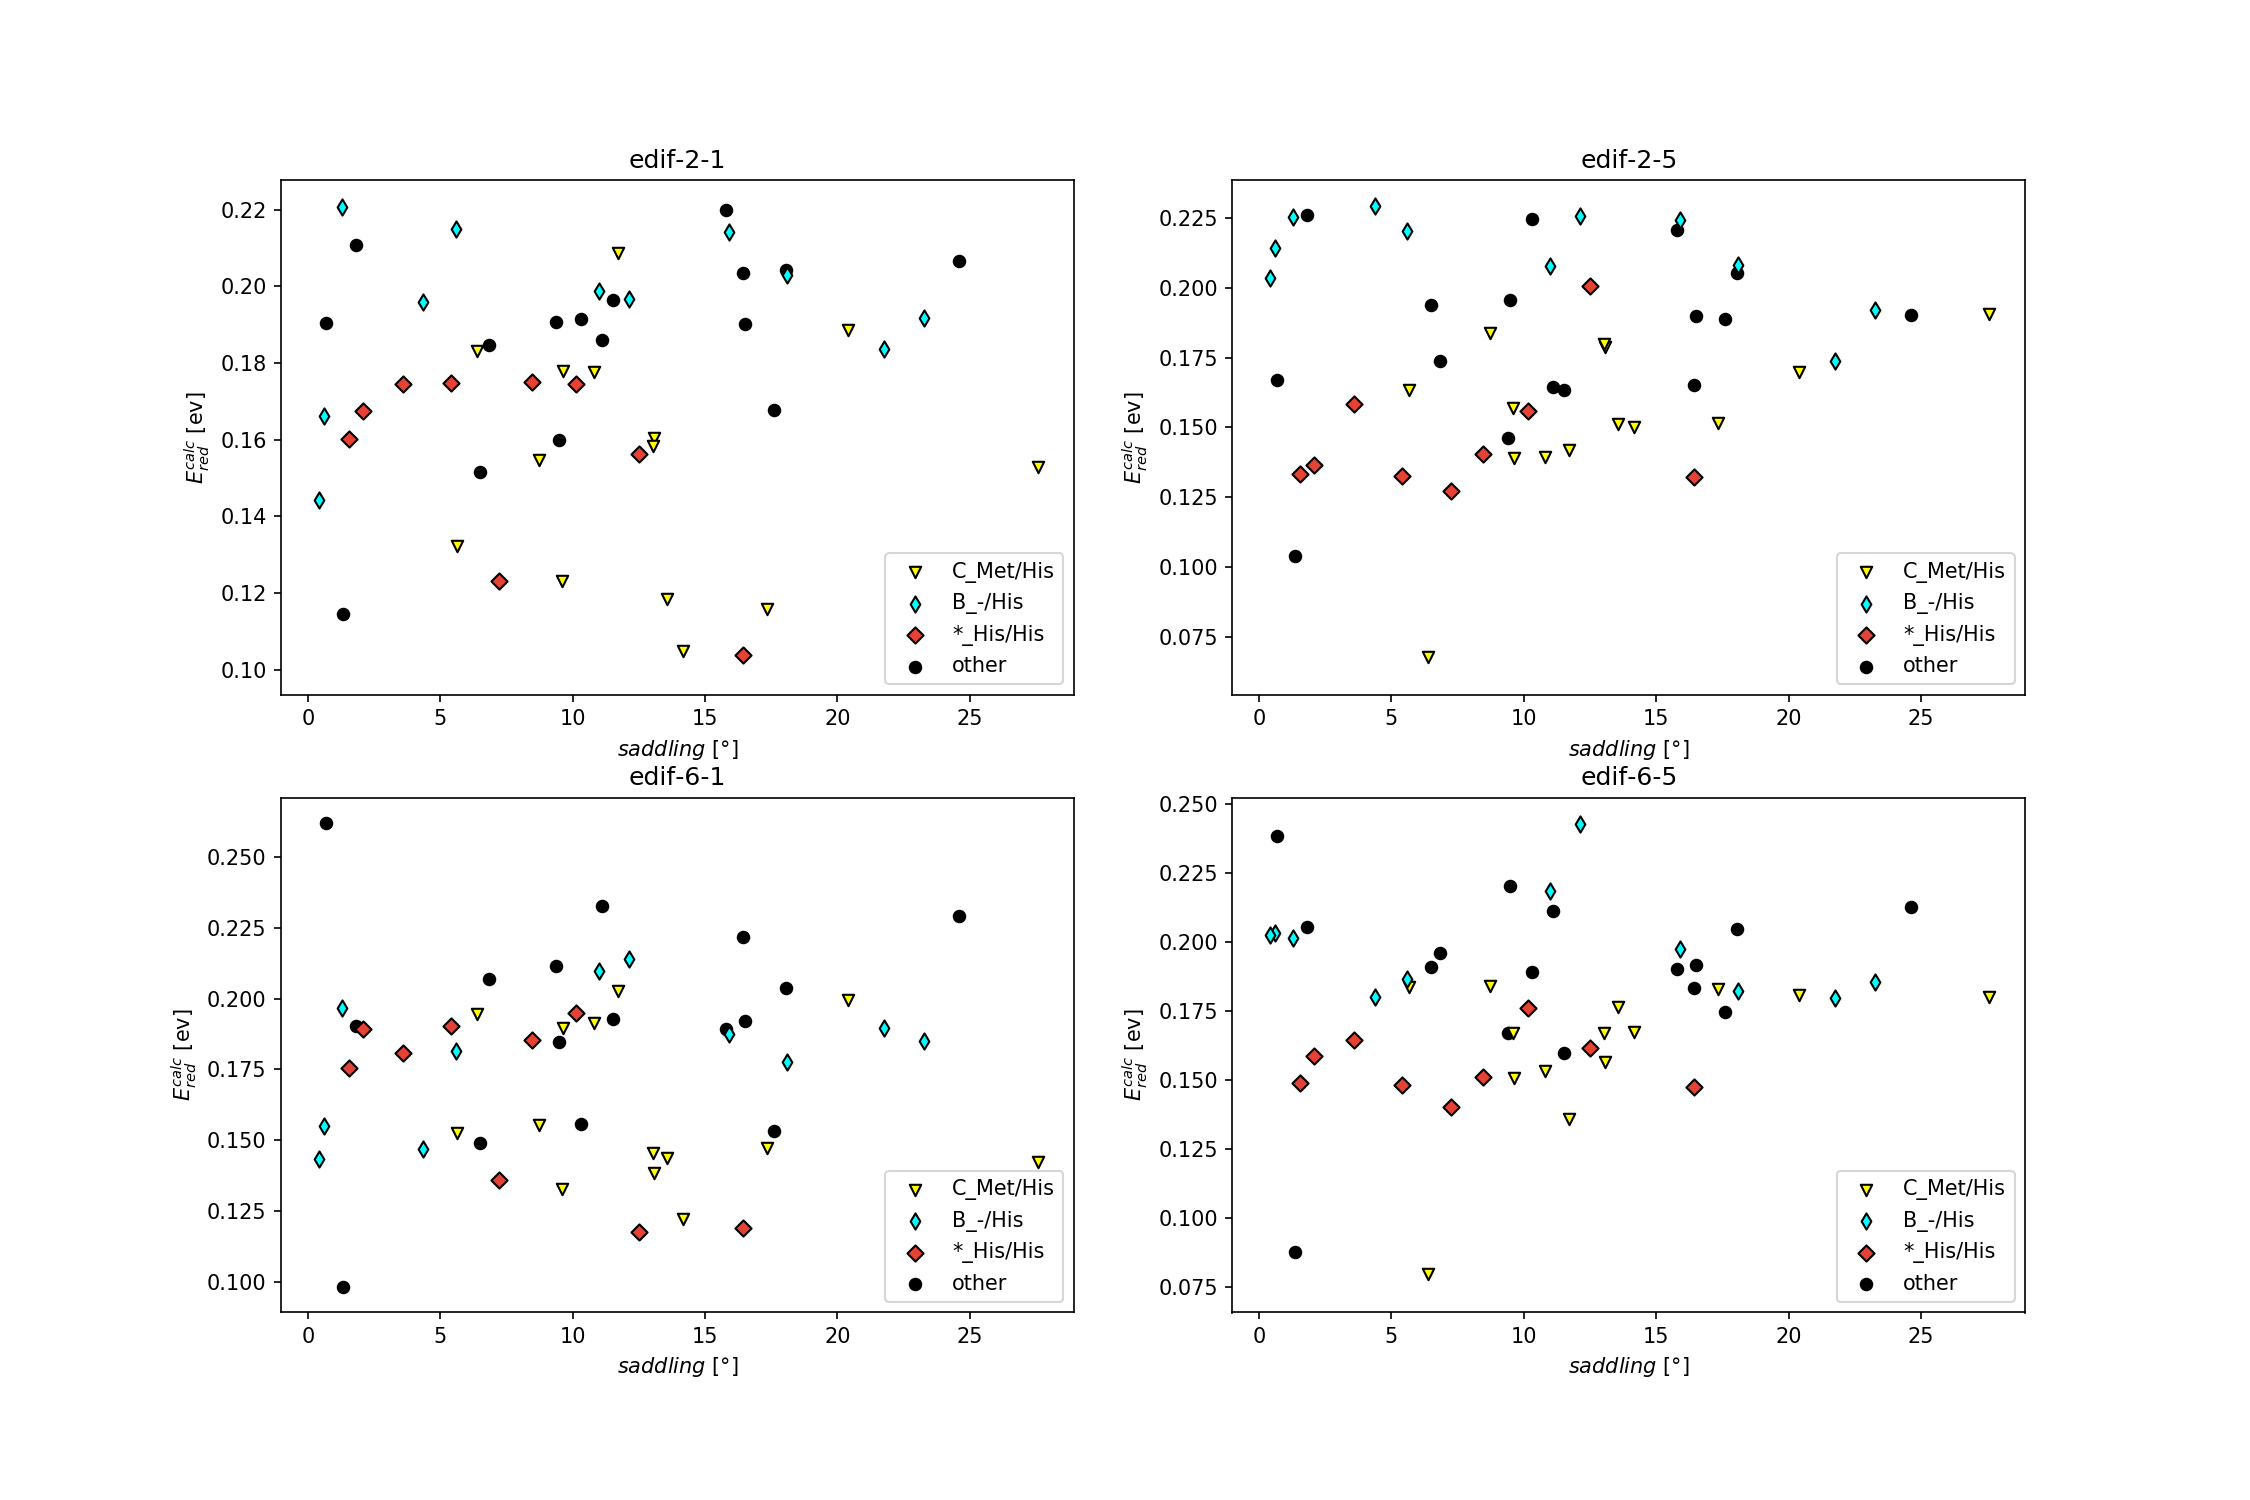 edif-2-1
0.22
0.20
0.18
0.16
0.14
0.12
0.10
E_red^calc [ev]
C_Met/His
B_-/His
*_His/His
other
0 5 10 15 20 25
saddling [°]
edif-2-5
0.225
0.200
0.175
0.150
0.125
0.100
0.075
E_red^calc [ev]
C_Met/His
B_-/His
*_His/His
other
0 5 10 15 20 25
saddling [°]
edif-6-1
0.250
0.225
0.200
0.175
0.150
0.125
0.100
E_red^calc [ev]
C_Met/His
B_-/His
*_His/His
other
0 5 10 15 20 25
saddling [°]
edif-6-5
0.250
0.225
0.200
0.175
0.150
0.125
0.100
0.075
E_red^calc [ev]
C_Met/His
B_-/His
*_His/His
other
0 5 10 15 20 25
saddling [°]